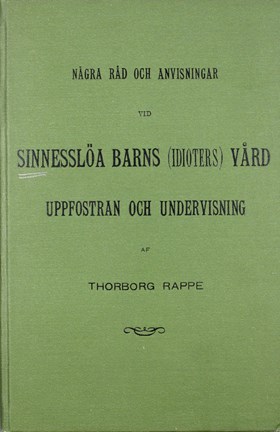 NÅGRA RÅD OCH ANVISNINGAR
VID
SINNESSLÖA BARNS (IDIOTERS) VÅRD
UPPFOSTRAN OCH UNDERVISNING
AF
THORBORG RAPPE